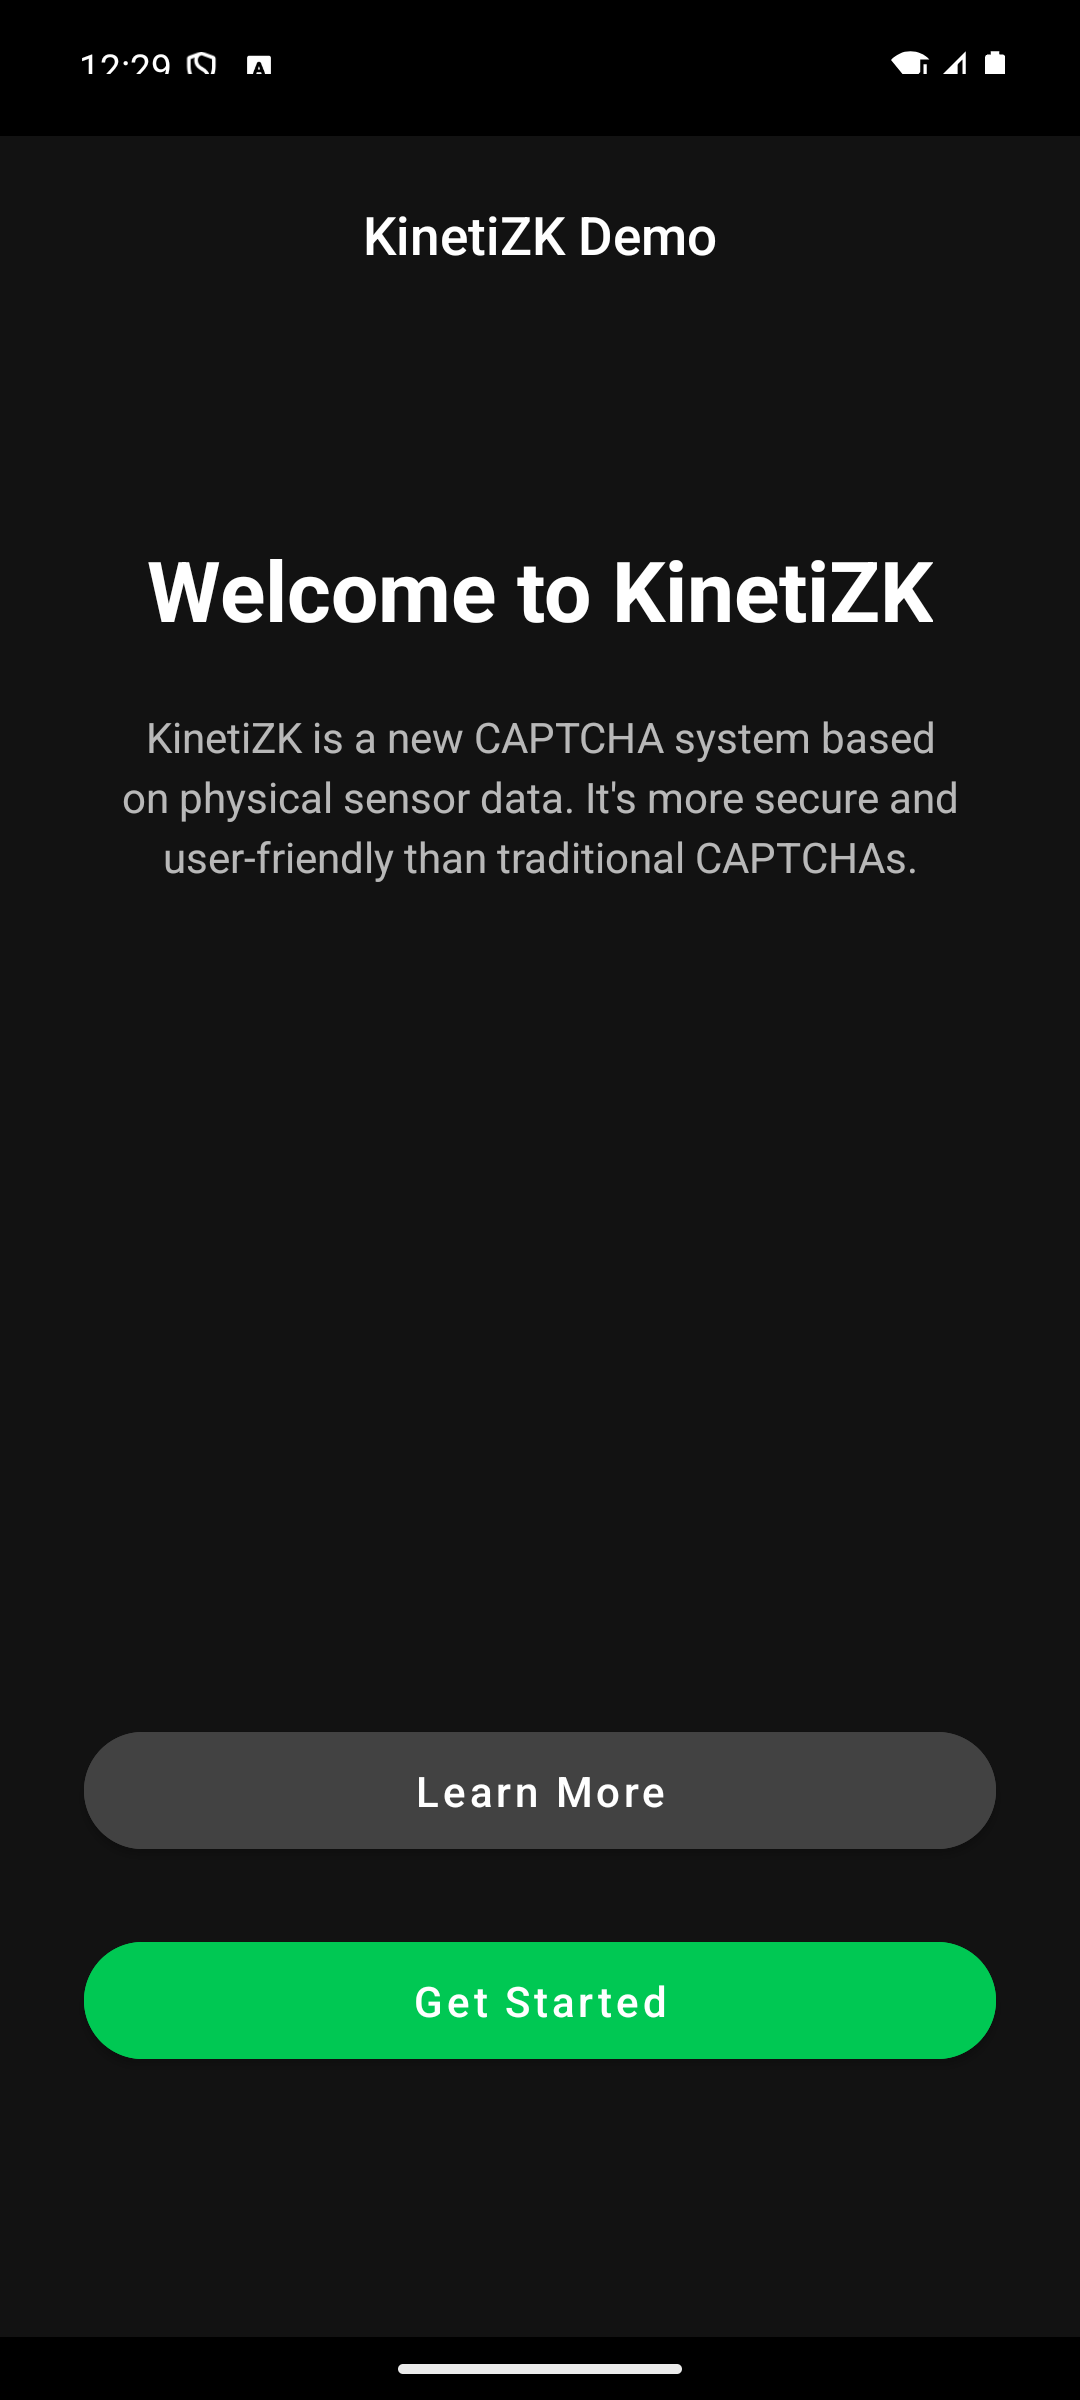 12:29
KinetiZK Demo
Welcome to KinetiZK
KinetiZK is a new CAPTCHA system based
on physical sensor data. It's more secure and
user-friendly than traditional CAPTCHAs.
Learn More
Get Started